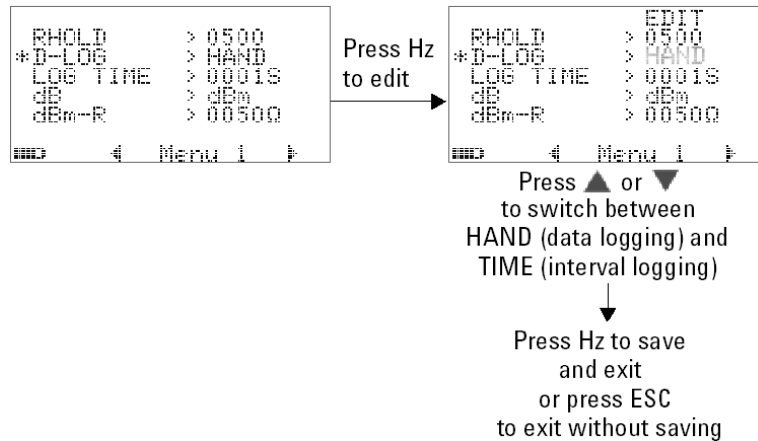 RHOLD > 0500
*D-LOG > HAND
LOG TIME > 0001S
dB > dBm
dBm-R > 0050Ω
Menu 1
Press Hz
to edit
EDIT
RHOLD > 0500
*D-LOG > HAND
LOG TIME > 0001S
dB > dBm
dBm-R > 0050Ω
Menu 1
Press ▲ or ▼
to switch between
HAND (data logging) and
TIME (interval logging)
Press Hz to save
and exit
or press ESC
to exit without saving